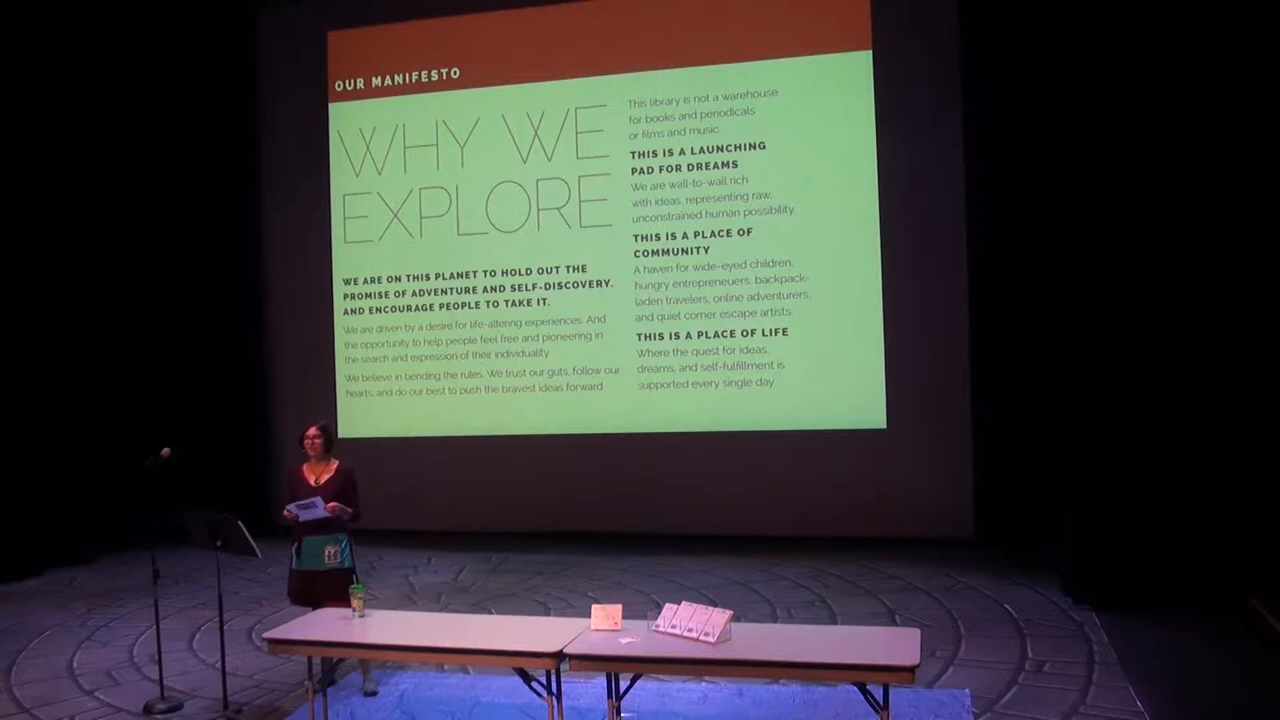 OUR MANIFESTO
WHY WE
EXPLORE
WE ARE ON THIS PLANET TO HOLD OUT THE
PROMISE OF ADVENTURE AND SELF-DISCOVERY.
AND ENCOURAGE PEOPLE TO TAKE IT.
We are driven by a desire for life-altering experiences. And
the opportunity to help people feel free and pioneering in
the search and expression of their individuality
We believe in bending the rules. We trust our guts, follow our
hearts, and do our best to push the bravest ideas forward
This library is not a warehouse
for books and periodicals
or films and music.
THIS IS A LAUNCHING
PAD FOR DREAMS
We are wall-to-wall rich
with ideas, representing raw,
unconstrained human possibility.
THIS IS A PLACE OF
COMMUNITY
A haven for wide-eyed children,
hungry entrepreneuers, backpack-
laden travelers, online adventurers,
and quiet corner escape artists.
THIS IS A PLACE OF LIFE
Where the quest for ideas,
dreams, and self-fulfillment is
supported every single day